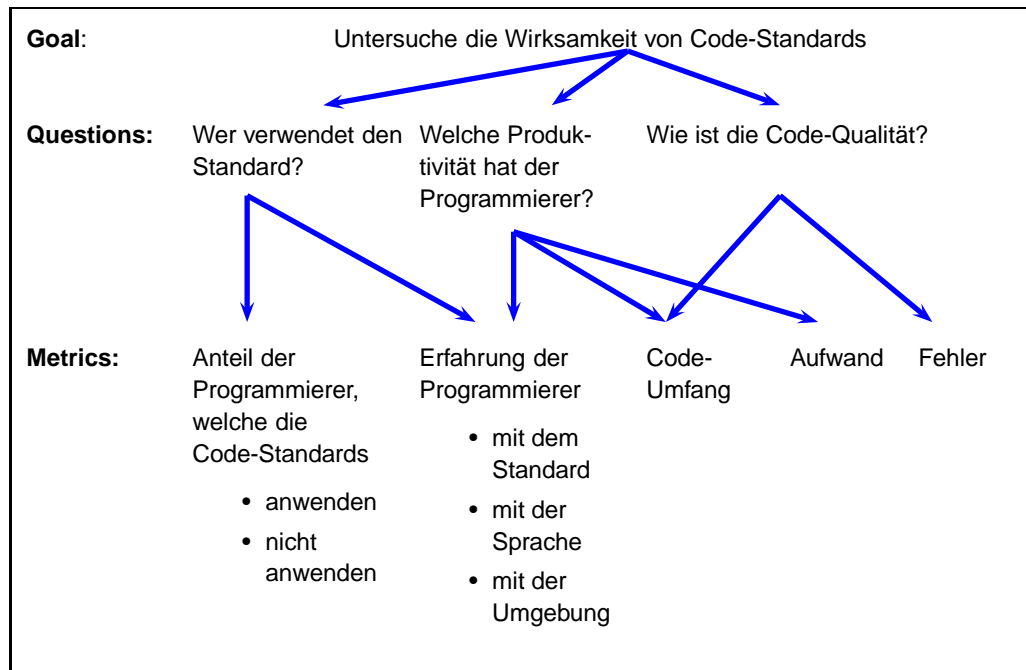 Goal: Untersuche die Wirksamkeit von Code-Standards
Questions: Wer verwendet den Standard? Welche Produk-tivität hat der Programmierer? Wie ist die Code-Qualität?
Metrics: Anteil der Programmierer, welche die Code-Standards
• anwenden
• nicht anwenden
Erfahrung der Programmierer
• mit dem Standard
• mit der Sprache
• mit der Umgebung
Code-Umfang
Aufwand
Fehler